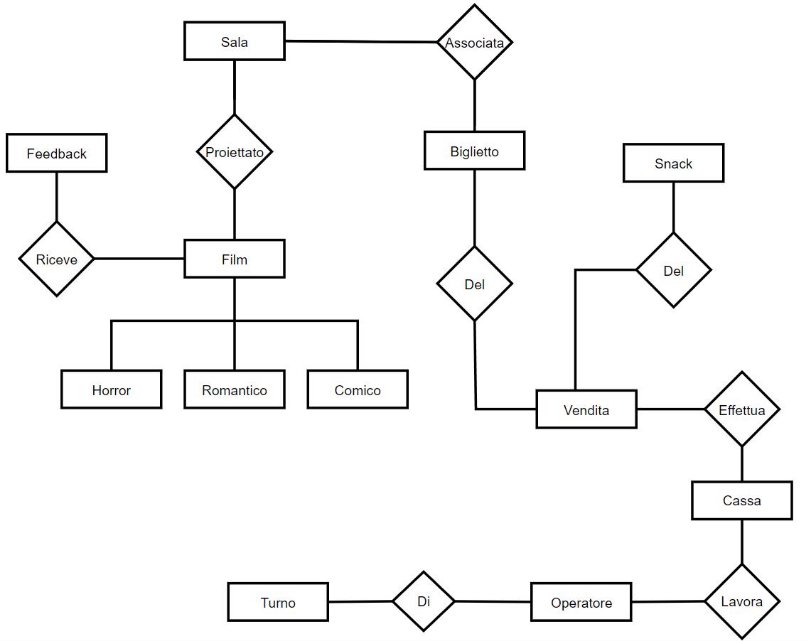 Sala
Associata
Feedback
Proiettato
Biglietto
Snack
Riceve
Film
Del
Del
Horror
Romantico
Comico
Vendita
Effettua
Cassa
Turno
Di
Operatore
Lavora